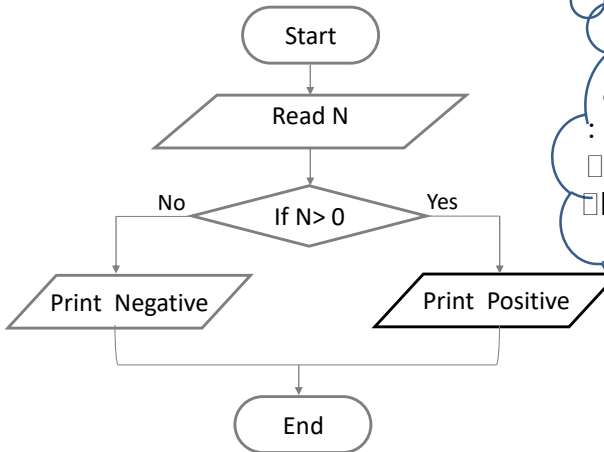 Start
Read N
No
If N> 0
Yes
Print Negative
Print Positive
End